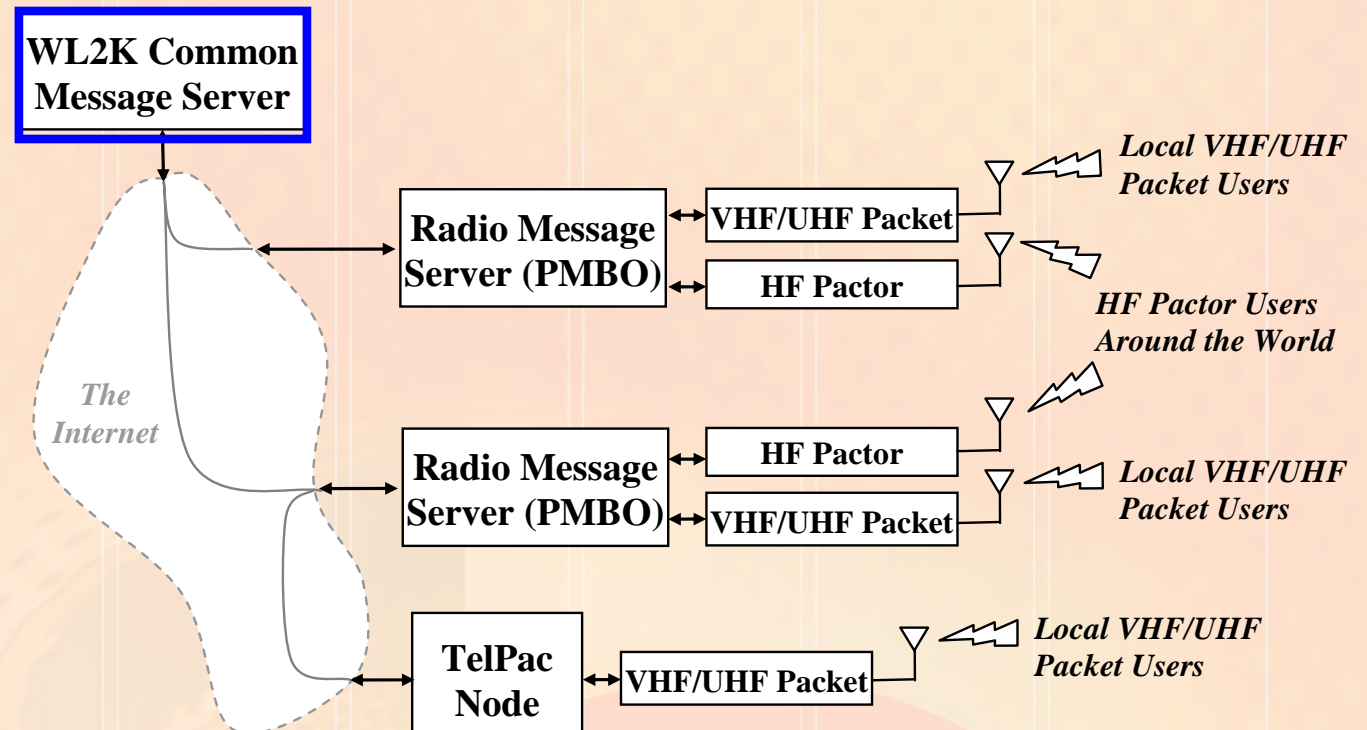 WL2K Common
Message Server
Local VHF/UHF
Packet Users
Radio Message
Server (PMBO)
VHF/UHF Packet
HF Pactor
HF Pactor Users
Around the World
The
Internet
Radio Message
Server (PMBO)
HF Pactor
VHF/UHF Packet
Local VHF/UHF
Packet Users
TelPac
Node
VHF/UHF Packet
Local VHF/UHF
Packet Users